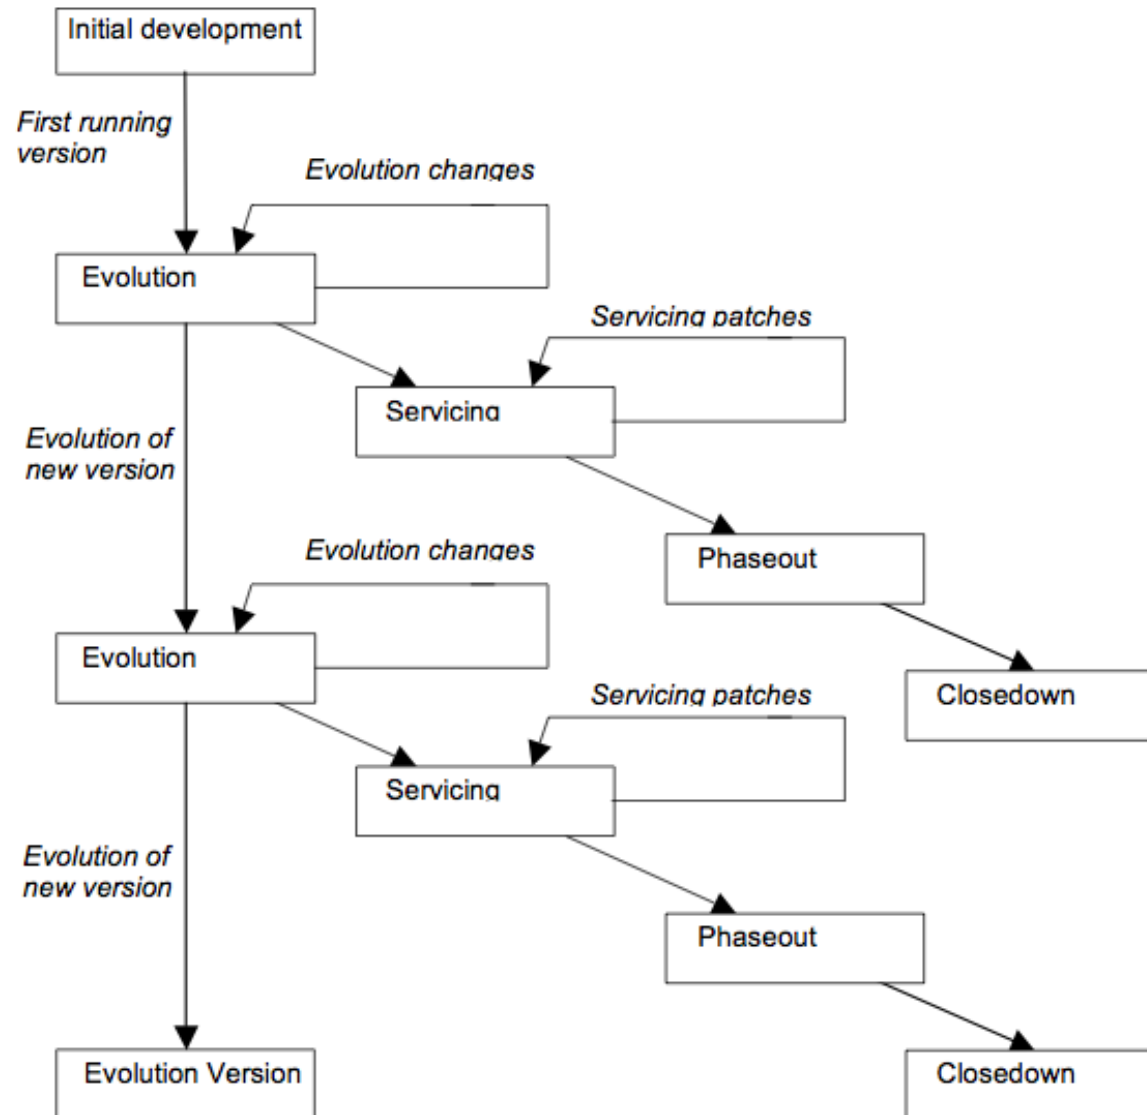 Initial development
First running
version
Evolution changes
Evolution
Servicing patches
Servicing
Evolution of
new version
Phaseout
Evolution changes
Evolution
Closedown
Servicing patches
Servicing
Evolution of
new version
Phaseout
Evolution Version
Closedown